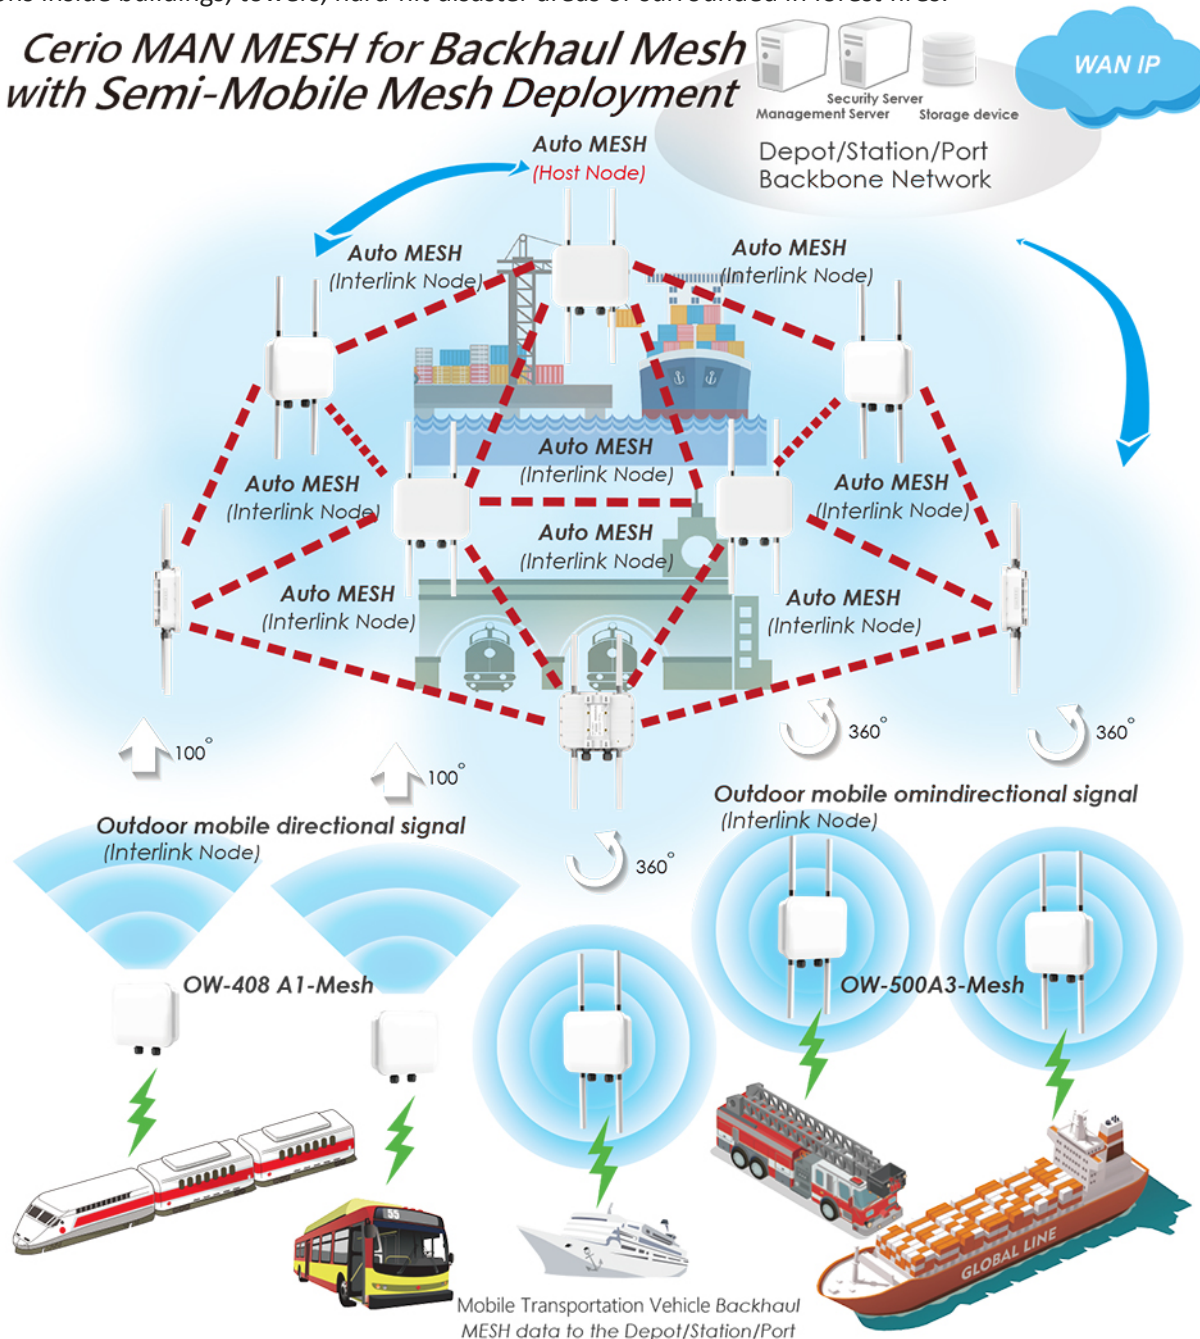 Cerio MAN MESH for Backhaul Mesh
with Semi-Mobile Mesh Deployment
WAN IP
Security Server
Management Server
Storage device
Depot/Station/Port
Backbone Network
Auto MESH
(Host Node)
Auto MESH
(Interlink Node)
Auto MESH
(Interlink Node)
Auto MESH
(Interlink Node)
Auto MESH
(Interlink Node)
Auto MESH
(Interlink Node)
Auto MESH
(Interlink Node)
Auto MESH
(Interlink Node)
Auto MESH
(Interlink Node)
100°
100°
360°
360°
360°
Outdoor mobile directional signal
(Interlink Node)
Outdoor mobile omindirectional signal
(Interlink Node)
OW-408 A1-Mesh
OW-500A3-Mesh
55
GLOBAL LINE
Mobile Transportation Vehicle Backhaul
MESH data to the Depot/Station/Port